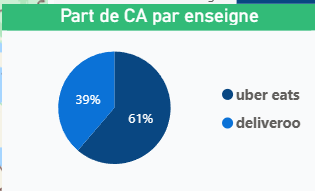 Part de CA par enseigne
39%
61%
uber eats
deliveroo